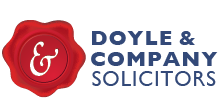 &
DOYLE &
COMPANY
SOLICITORS